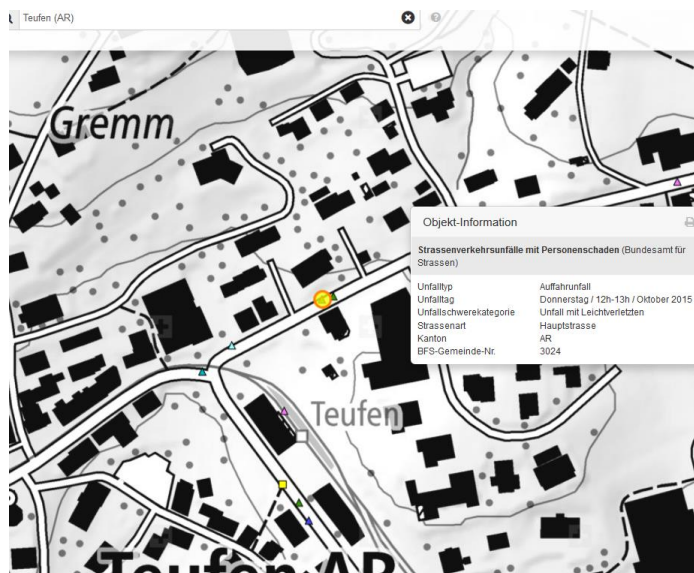 Teufen (AR)
Gremm
Objekt-Information
Strassenverkehrsunfälle mit Personenschaden (Bundesamt für
Strassen)
Unfalltyp Auffahrunfall
Unfalltag Donnerstag / 12h-13h / Oktober 2015
Unfallschwerekategorie Unfall mit Leichtverletzten
Strassenart Hauptstrasse
Kanton AR
BFS-Gemeinde-Nr. 3024
Teufen
Teufen AR